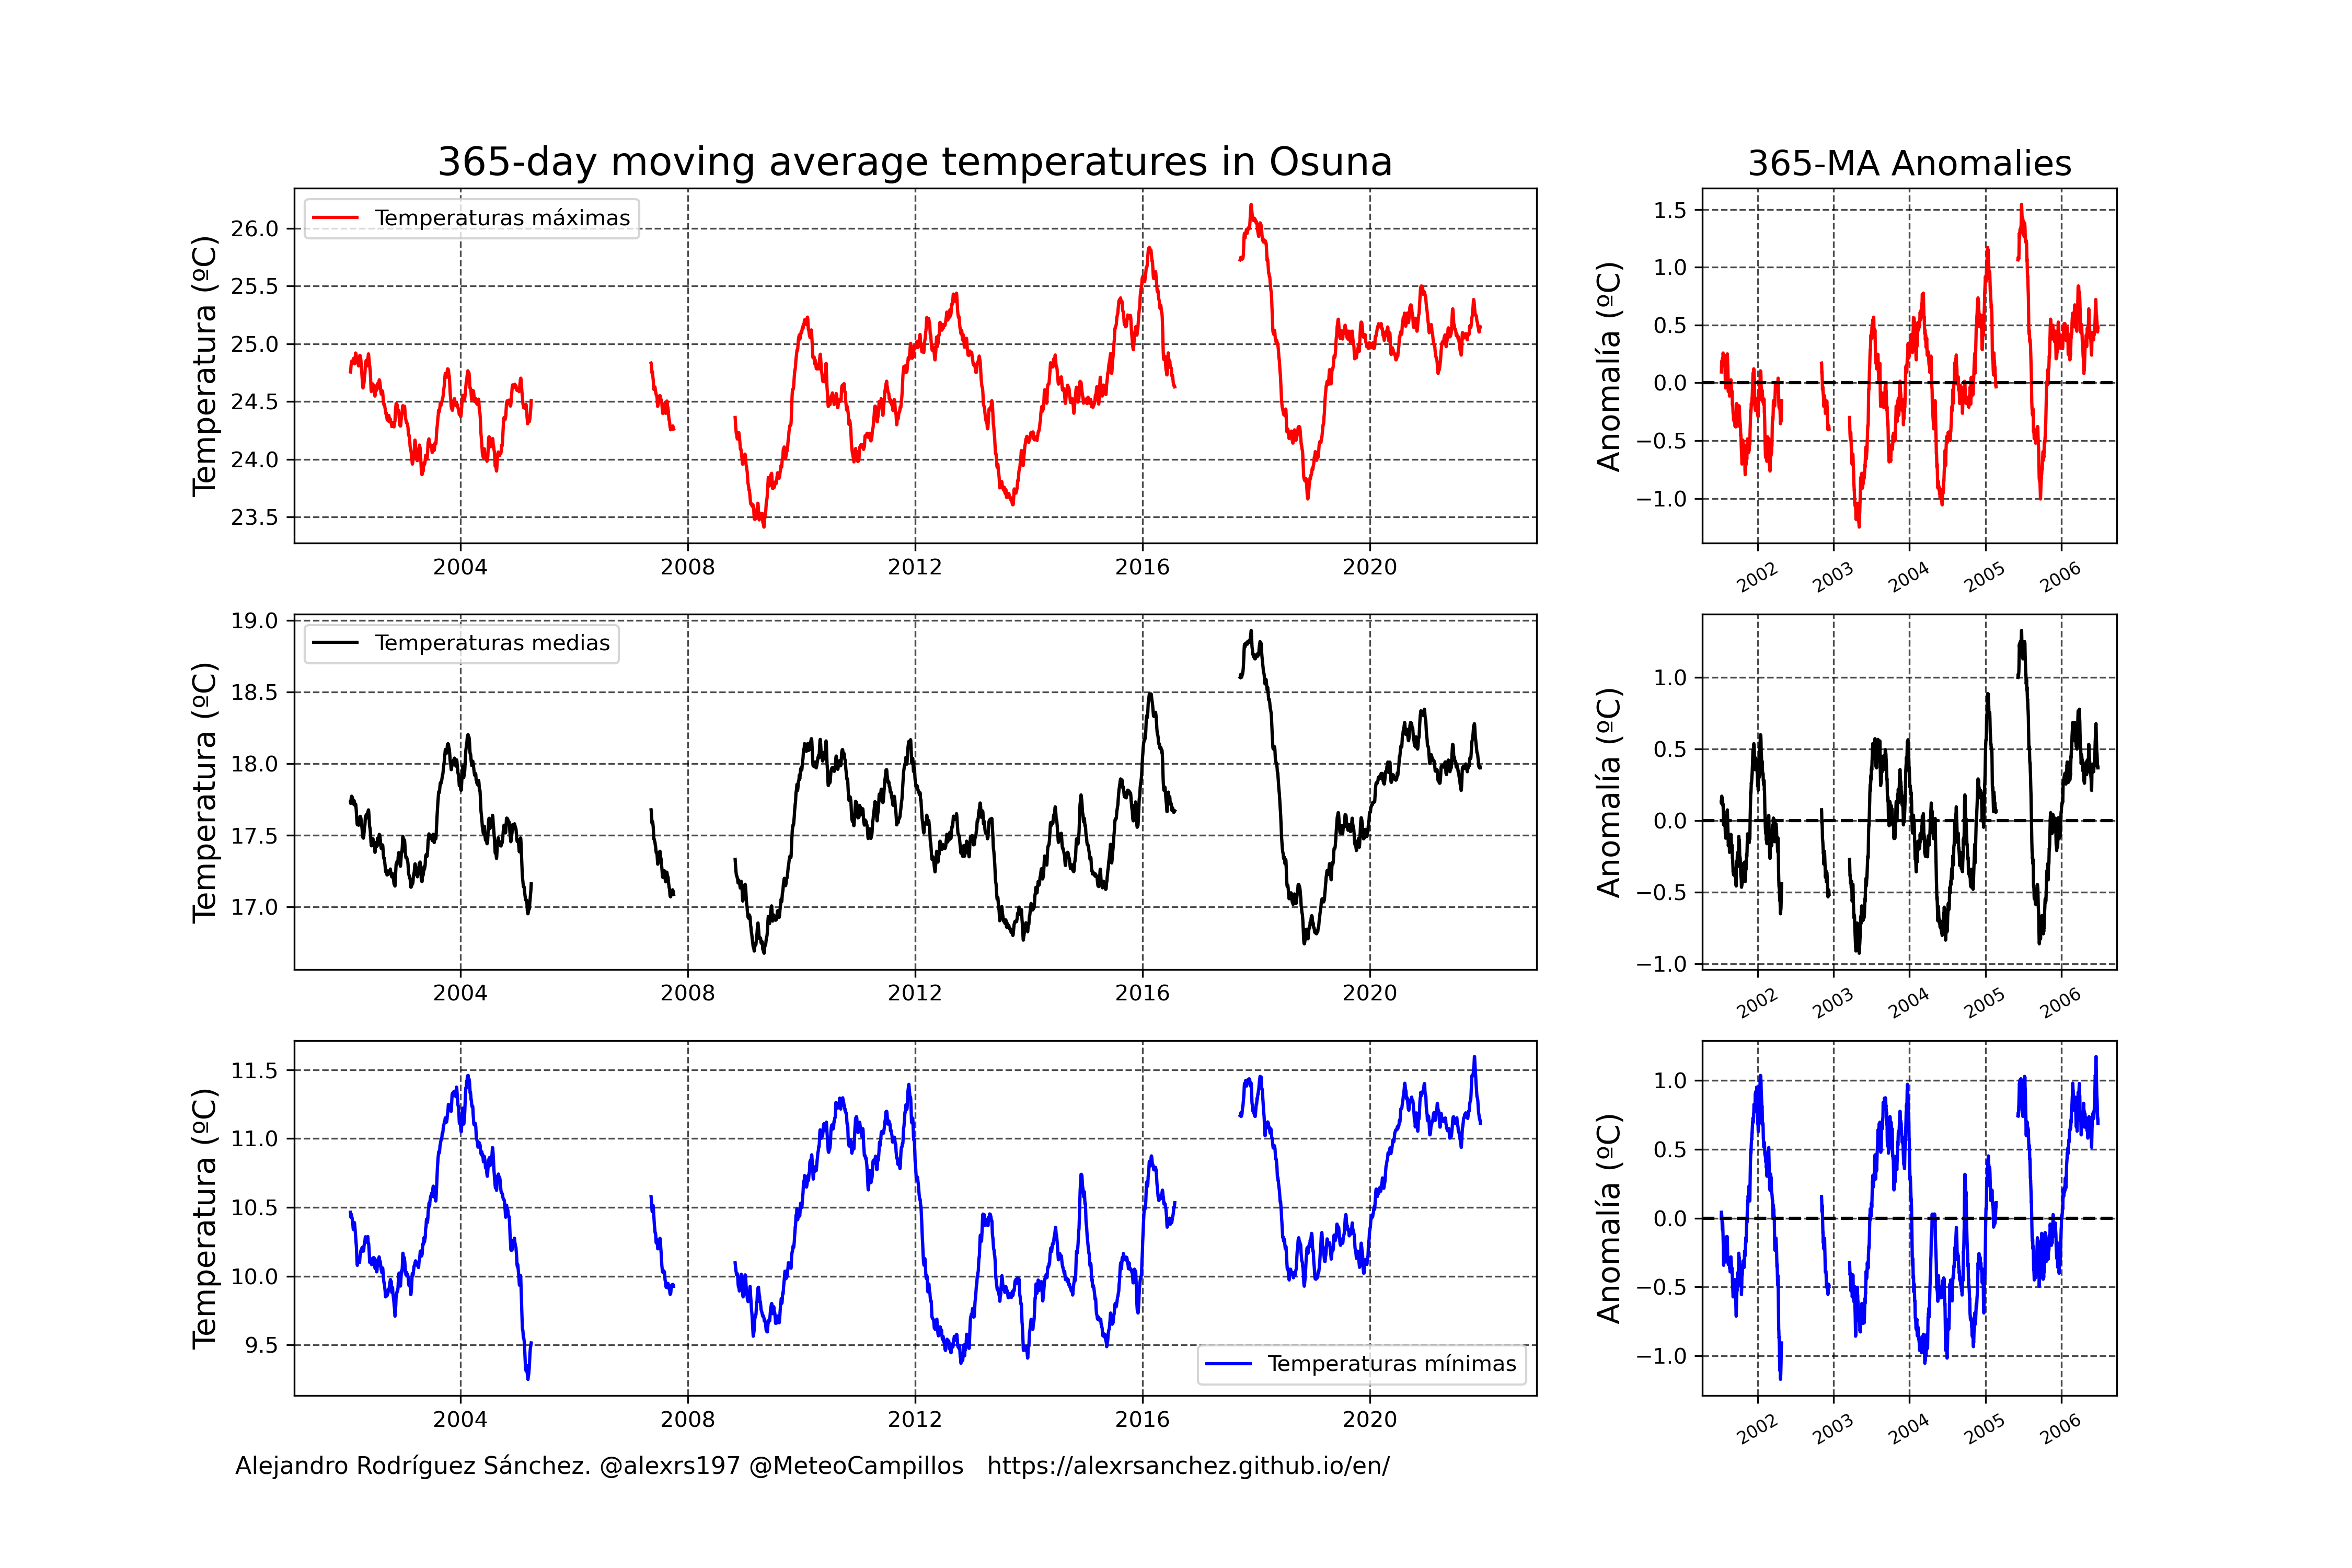 365-day moving average temperatures in Osuna
365-MA Anomalies
Temperatura (ºC)
26.0
25.5
25.0
24.5
24.0
23.5
Temperaturas máximas
2004 2008 2012 2016 2020
Anomalía (ºC)
1.5
1.0
0.5
0.0
−0.5
−1.0
2002 2003 2004 2005 2006
Temperatura (ºC)
19.0
18.5
18.0
17.5
17.0
Temperaturas medias
2004 2008 2012 2016 2020
Anomalía (ºC)
1.0
0.5
0.0
−0.5
−1.0
2002 2003 2004 2005 2006
Temperatura (ºC)
11.5
11.0
10.5
10.0
9.5
Temperaturas mínimas
2004 2008 2012 2016 2020
Anomalía (ºC)
1.0
0.5
0.0
−0.5
−1.0
2002 2003 2004 2005 2006
Alejandro Rodríguez Sánchez. @alexrs197 @MeteoCampillos https://alexrsanchez.github.io/en/